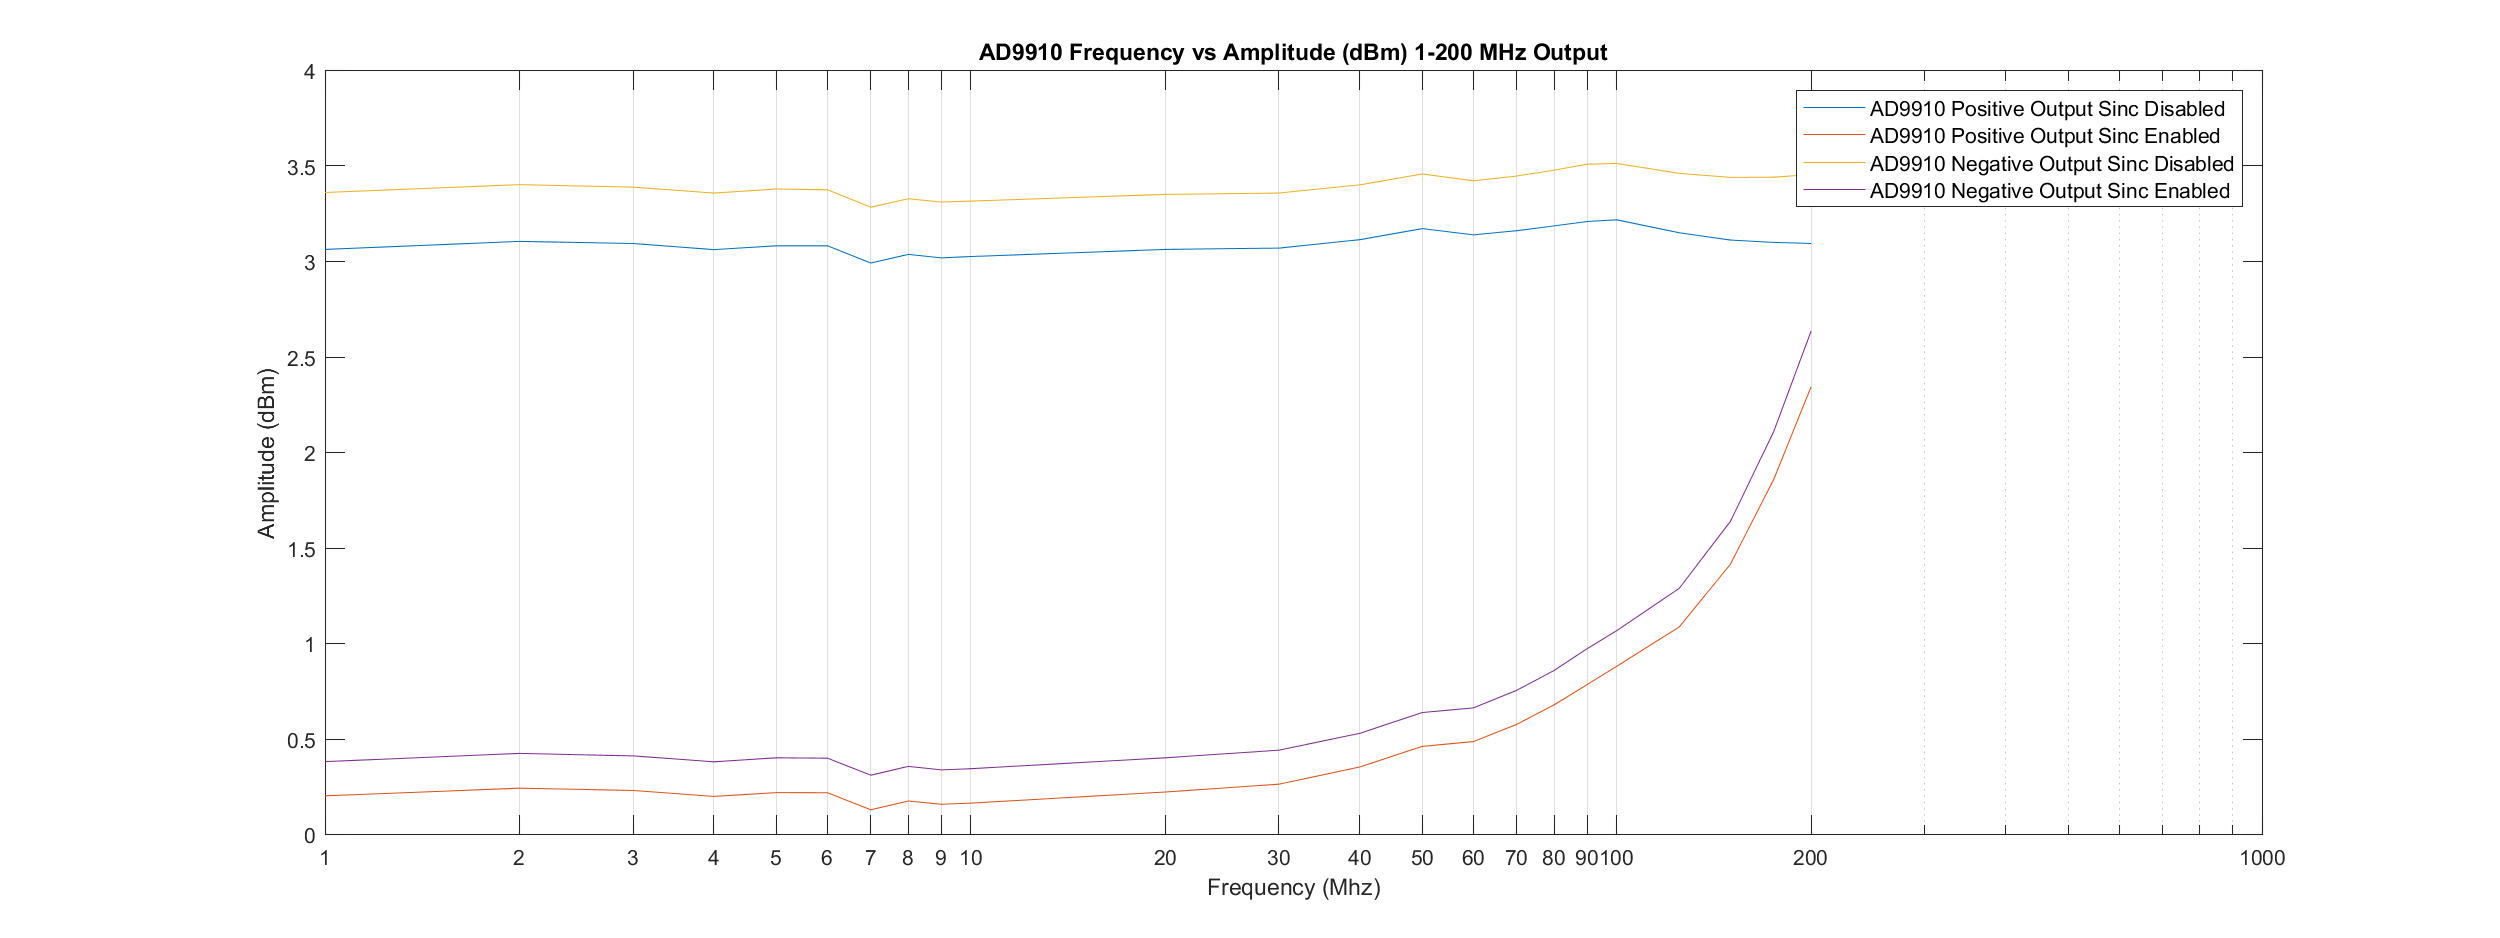 AD9910 Frequency vs Amplitude (dBm) 1-200 MHz Output
AD9910 Positive Output Sinc Disabled
AD9910 Positive Output Sinc Enabled
AD9910 Negative Output Sinc Disabled
AD9910 Negative Output Sinc Enabled
Amplitude (dBm)
4
3.5
3
2.5
2
1.5
1
0.5
0
1 2 3 4 5 6 7 8 9 10 20 30 40 50 60 70 80 90 100 200 1000
Frequency (Mhz)